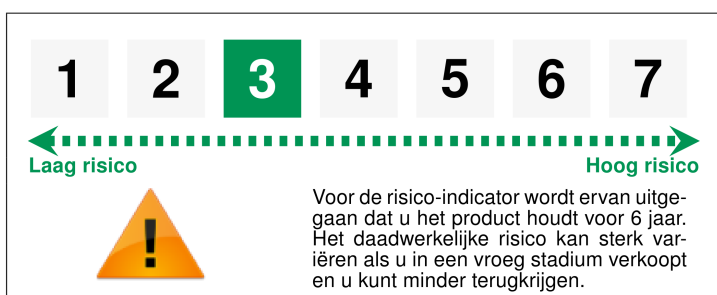 1 2 3 4 5 6 7
Laag risico Hoog risico
!
Voor de risico-indicator wordt ervan uitge-
gaan dat u het product houdt voor 6 jaar.
Het daadwerkelijke risico kan sterk var-
iëren als u in een vroeg stadium verkoopt
en u kunt minder terugkrijgen.